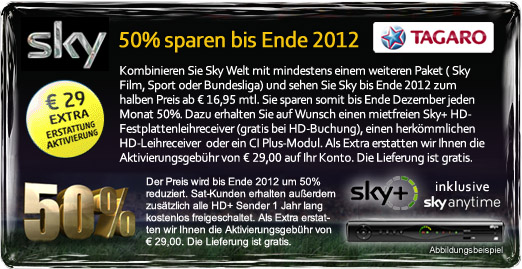 sky
50% sparen bis Ende 2012
TAGARO
Kombinieren Sie Sky Welt mit mindestens einem weiteren Paket ( Sky
Film, Sport oder Bundesliga) und sehen Sie Sky bis Ende 2012 zum
halben Preis ab € 16,95 mtl. Sie sparen somit bis Ende Dezember jeden
Monat 50%. Dazu erhalten Sie auf Wunsch einen mietfreien Sky+ HD-
Festplattenleihreceiver (gratis bei HD-Buchung), einen herkömmlichen
HD-Leihreceiver oder ein CI Plus-Modul. Als Extra erstatten wir Ihnen die
Aktivierungsgebühr von € 29,00 auf Ihr Konto. Die Lieferung ist gratis.
€ 29
EXTRA
ERSTATTUNG
AKTIVIERUNG
50%
Der Preis wird bis Ende 2012 um 50%
reduziert. Sat-Kunden erhalten außerdem
zusätzlich alle HD+ Sender 1 Jahr lang
kostenlos freigeschaltet. Als Extra erstat-
ten wir Ihnen die Aktivierungsgebühr von
€ 29,00. Die Lieferung ist gratis.
sky+
inklusive
sky anytime
Abbildungsbeispiel